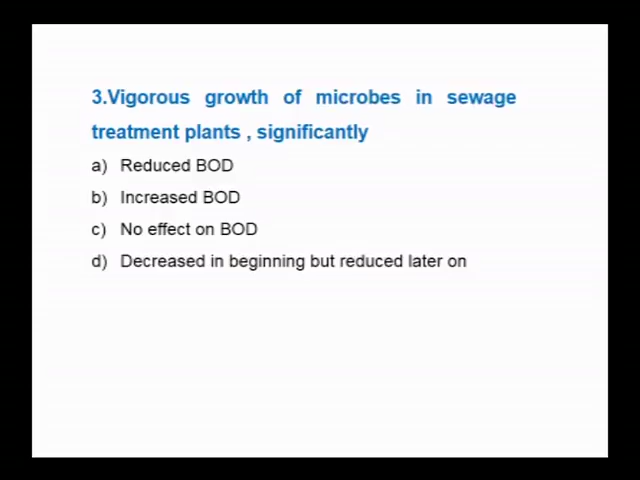 3.Vigorous growth of microbes in sewage
treatment plants , significantly
a) Reduced BOD
b) Increased BOD
c) No effect on BOD
d) Decreased in beginning but reduced later on